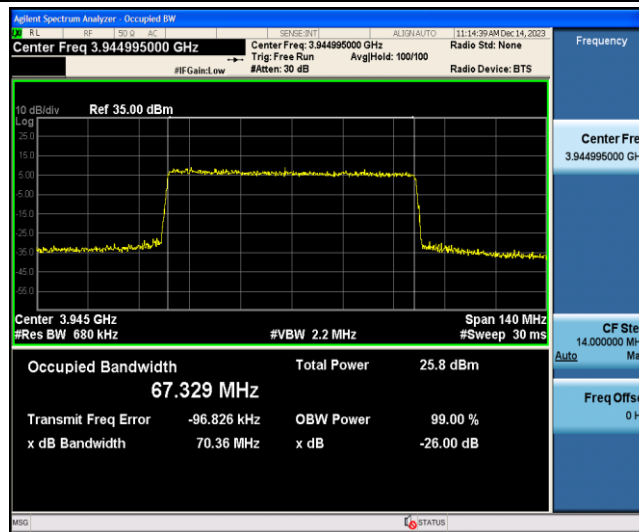 Agilent Spectrum Analyzer - Occupied BW
RL RF 50 Ω AC SENSE:INT ALIGN AUTO 11:14:39 AM Dec 14, 2023
Center Freq 3.944995000 GHz Center Freq: 3.944995000 GHz Radio Std: None
Trig: Free Run Avg|Hold: 100/100
#IFGain:Low #Atten: 30 dB Radio Device: BTS
Frequency
10 dB/div Ref 35.00 dBm
Log
25.0
15.0
5.00
-5.00
-15.0
-25.0
-35.0
-45.0
-55.0
Center 3.945 GHz Span 140 MHz
#Res BW 680 kHz #VBW 2.2 MHz #Sweep 30 ms
Center Fre
3.944995000 GH
CF Ste
14.000000 MH
Auto Ma
Freq Offs
0 H
Occupied Bandwidth Total Power 25.8 dBm
67.329 MHz
Transmit Freq Error -96.826 kHz OBW Power 99.00 %
x dB Bandwidth 70.36 MHz x dB -26.00 dB
MSG STATUS